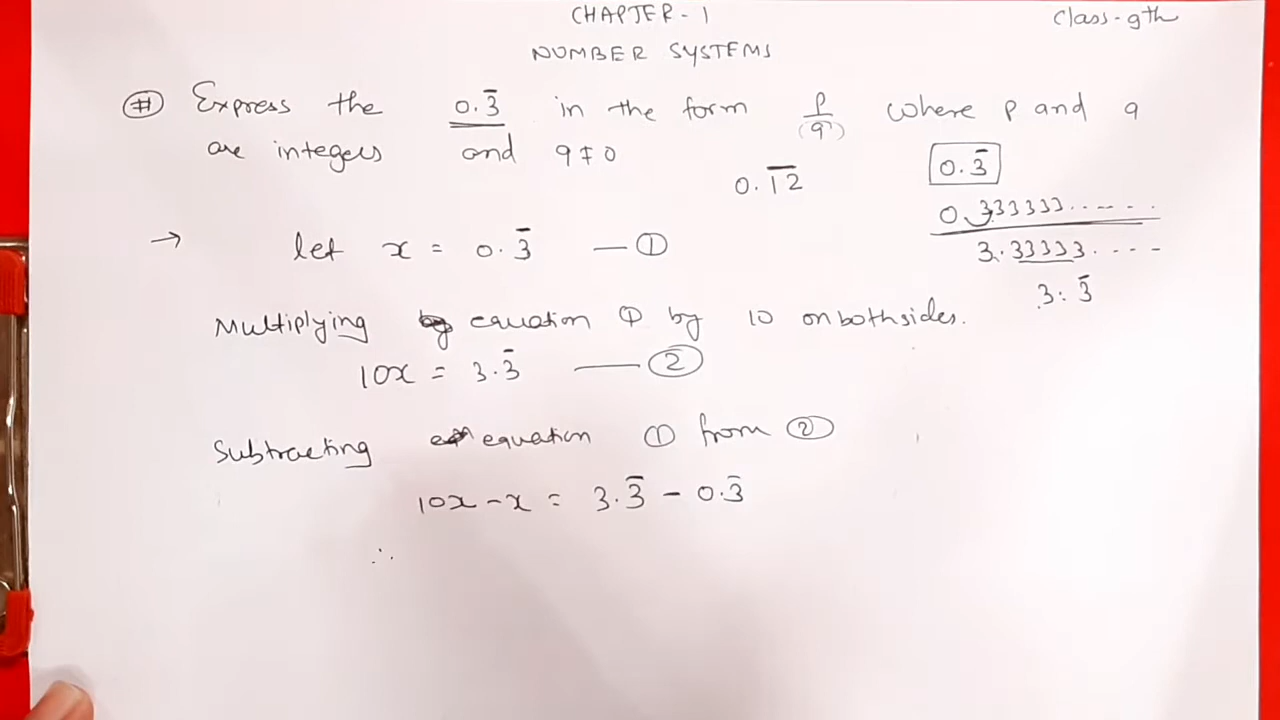 CHAPTER-1
Class-9th
NUMBER SYSTEMS
# Express the 0.3̅ in the form p/q where p and q
are integers and q≠0
0.1̅2̅
0.3̅
0.333333......
3.33333....
3.3̅
→ let x = 0.3̅ — ①
Multiplying equation ① by 10 on both sides.
10x = 3.3̅ — ②
Subtracting equation ① from ②
10x - x = 3.3̅ - 0.3̅
∴